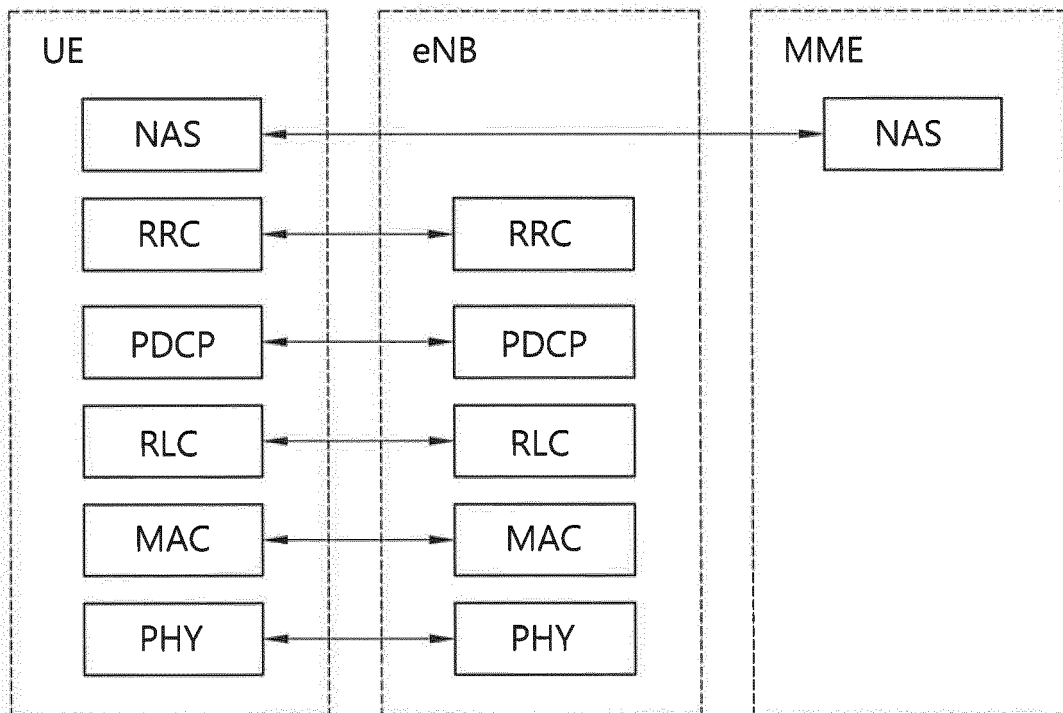 UE eNB MME
NAS NAS
RRC RRC
PDCP PDCP
RLC RLC
MAC MAC
PHY PHY